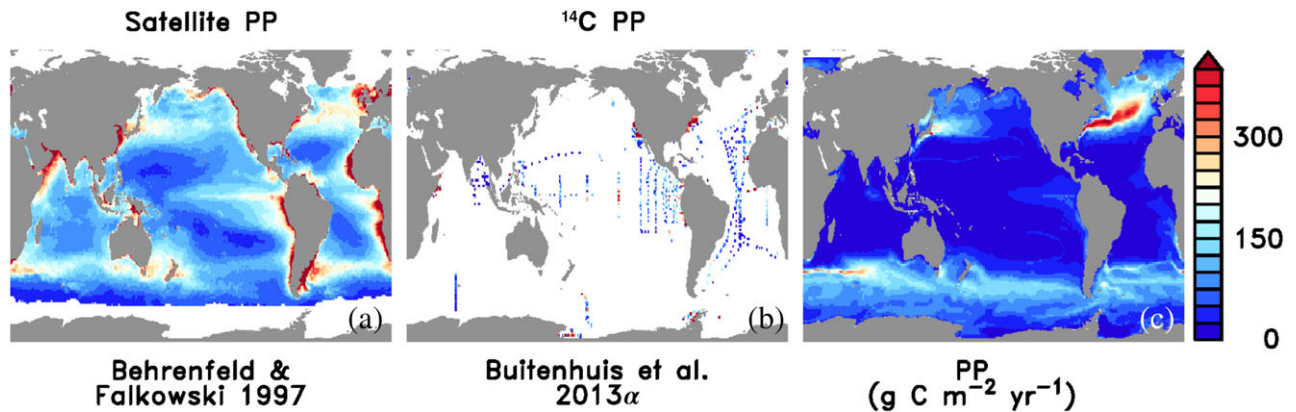 Satellite PP
¹⁴C PP
(a)
(b)
(c)
300
150
0
Behrenfeld &
Falkowski 1997
Buitenhuis et al.
2013α
PP
(g C m⁻² yr⁻¹)